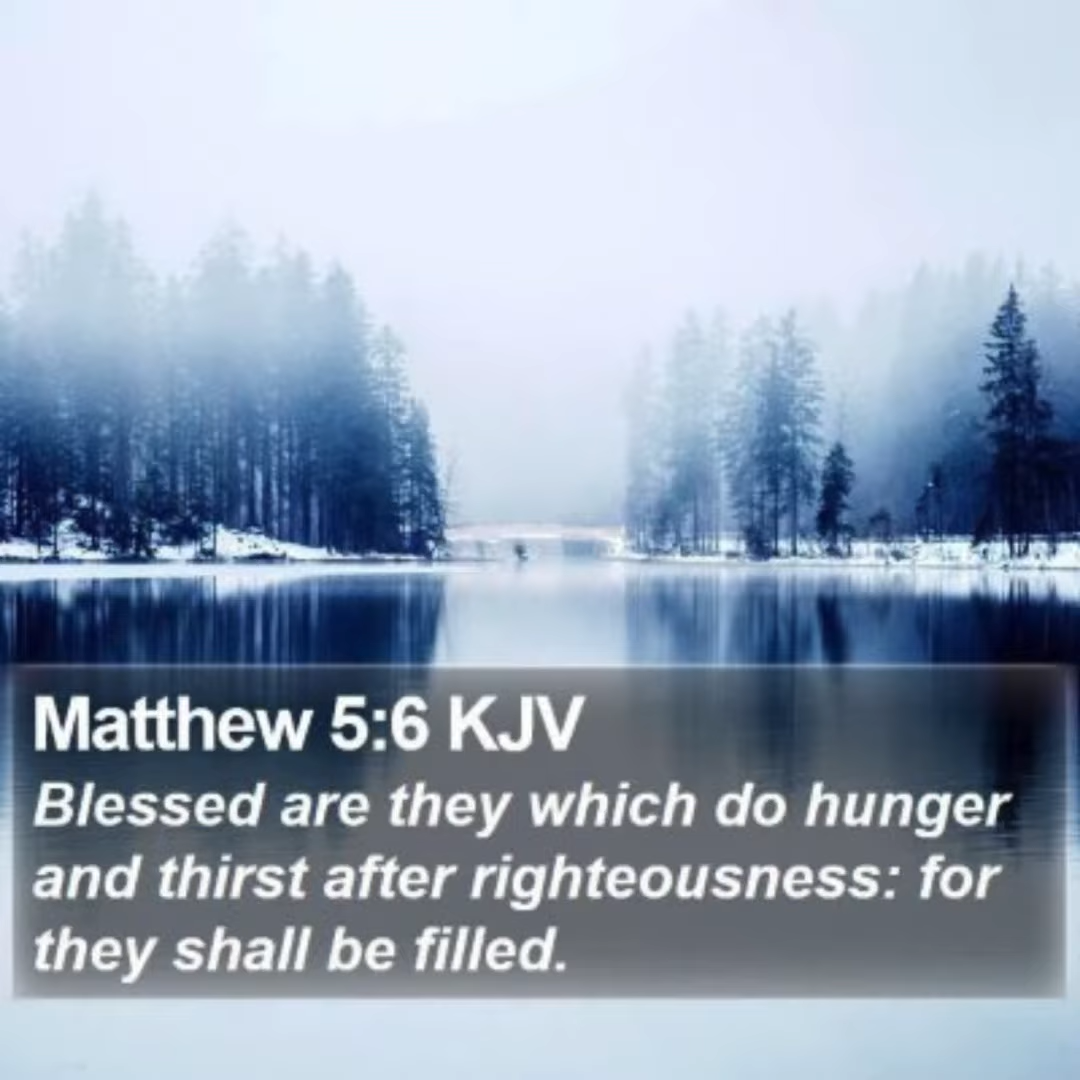 Matthew 5:6 KJV
Blessed are they which do hunger
and thirst after righteousness: for
they shall be filled.